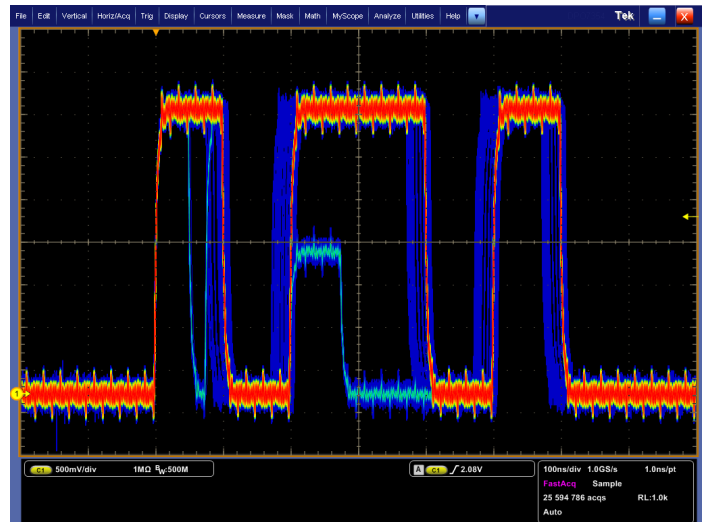 File Edit Vertical Horiz/Acq Trig Display Cursors Measure Mask Math MyScope Analyze Utilities Help Tek X
1
C1 500mV/div 1MΩ BW:500M
A C1 2.08V
100ns/div 1.0GS/s 1.0ns/pt
FastAcq Sample
25 594 786 acqs RL:1.0k
Auto